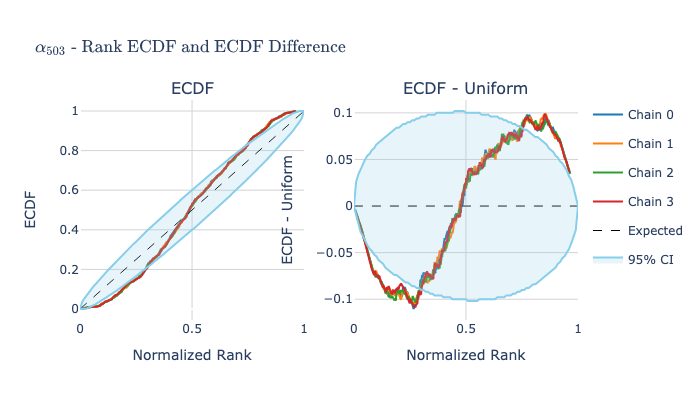 α503 - Rank ECDF and ECDF Difference
ECDF
ECDF - Uniform
1
0.8
0.6
0.4
0.2
0
0
0.5
1
ECDF
Normalized Rank
0.1
0.05
0
−0.05
−0.1
0
0.5
1
ECDF - Uniform
Normalized Rank
Chain 0
Chain 1
Chain 2
Chain 3
Expected
95% CI